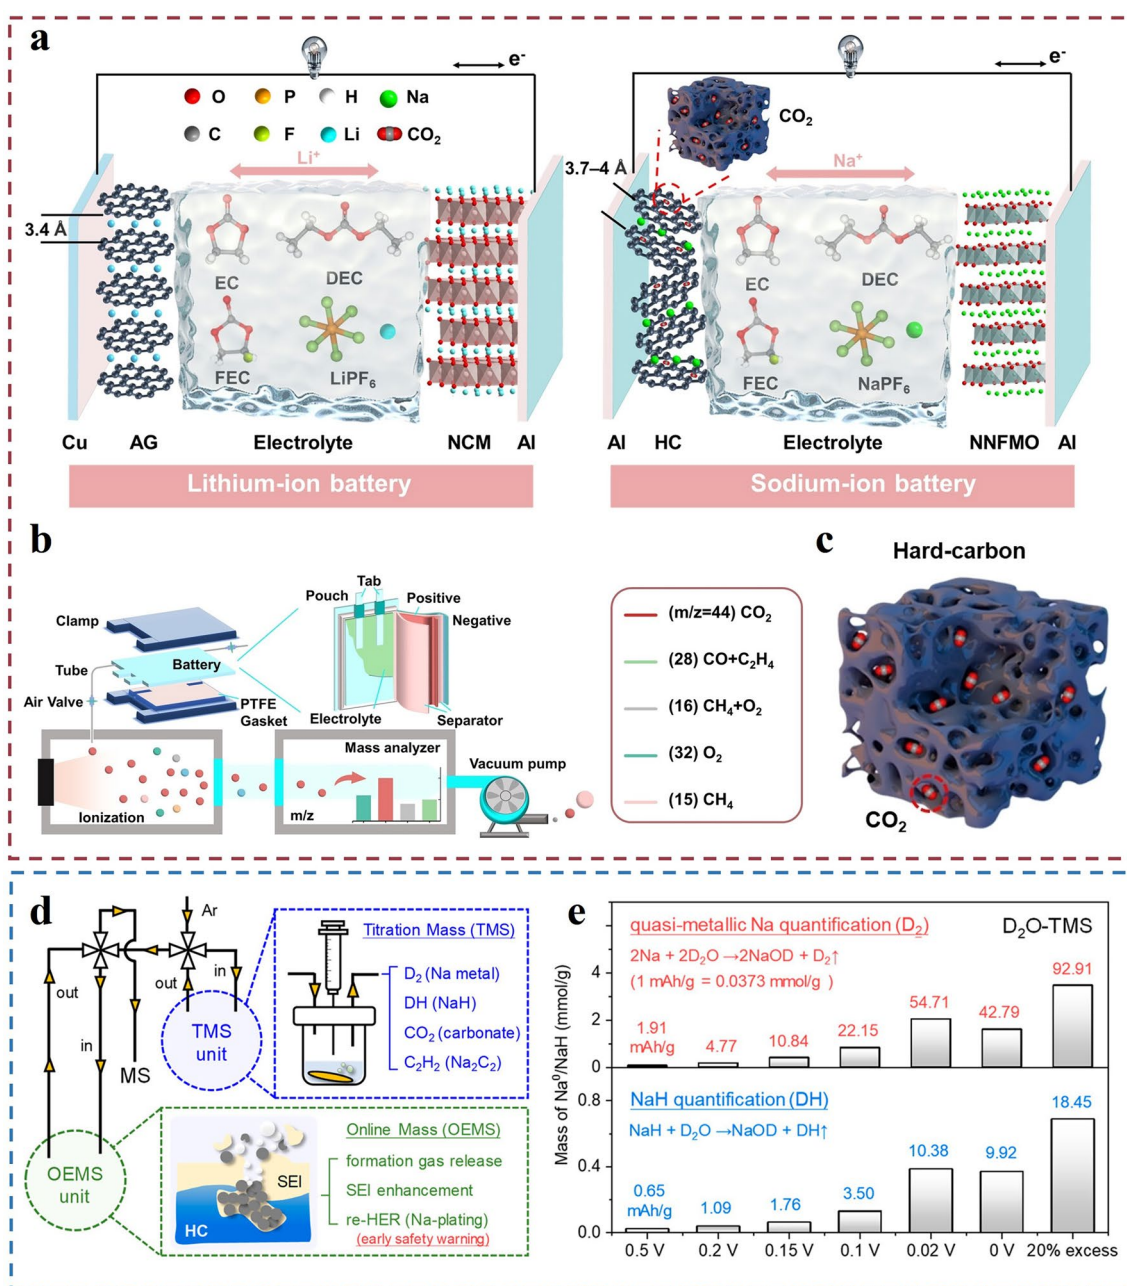 a
e⁻
O P H Na
C F Li CO₂
Li⁺
3.4 Å
EC DEC
FEC LiPF₆
Cu AG Electrolyte NCM Al
Lithium-ion battery
e⁻
CO₂
3.7–4 Å
Na⁺
EC DEC
FEC NaPF₆
Al HC Electrolyte NNFMO Al
Sodium-ion battery
b
Clamp
Tube
Battery
Air Valve
PTFE
Gasket
Tab
Pouch
Positive
Negative
Electrolyte
Separator
Ionization
Mass analyzer
m/z
Vacuum pump
(m/z=44) CO₂
(28) CO+C₂H₄
(16) CH₄+O₂
(32) O₂
(15) CH₄
c
Hard-carbon
CO₂
d
Ar
out
in
out
in
MS
TMS
unit
OEMS
unit
Titration Mass (TMS)
D₂ (Na metal)
DH (NaH)
CO₂ (carbonate)
C₂H₂ (Na₂C₂)
SEI
HC
Online Mass (OEMS)
formation gas release
SEI enhancement
re-HER (Na-plating)
(early safety warning)
e
Mass of Na⁰/NaH (mmol/g)
quasi-metallic Na quantification (D₂)
D₂O-TMS
2Na + 2D₂O →2NaOD + D₂↑
(1 mAh/g = 0.0373 mmol/g )
4
2
0
1.91
mAh/g
4.77
10.84
22.15
54.71
42.79
92.91
NaH quantification (DH)
NaH + D₂O →NaOD + DH↑
0.8
0.4
0.0
0.65
mAh/g
1.09
1.76
3.50
10.38
9.92
18.45
0.5 V 0.2 V 0.15 V 0.1 V 0.02 V 0 V 20% excess